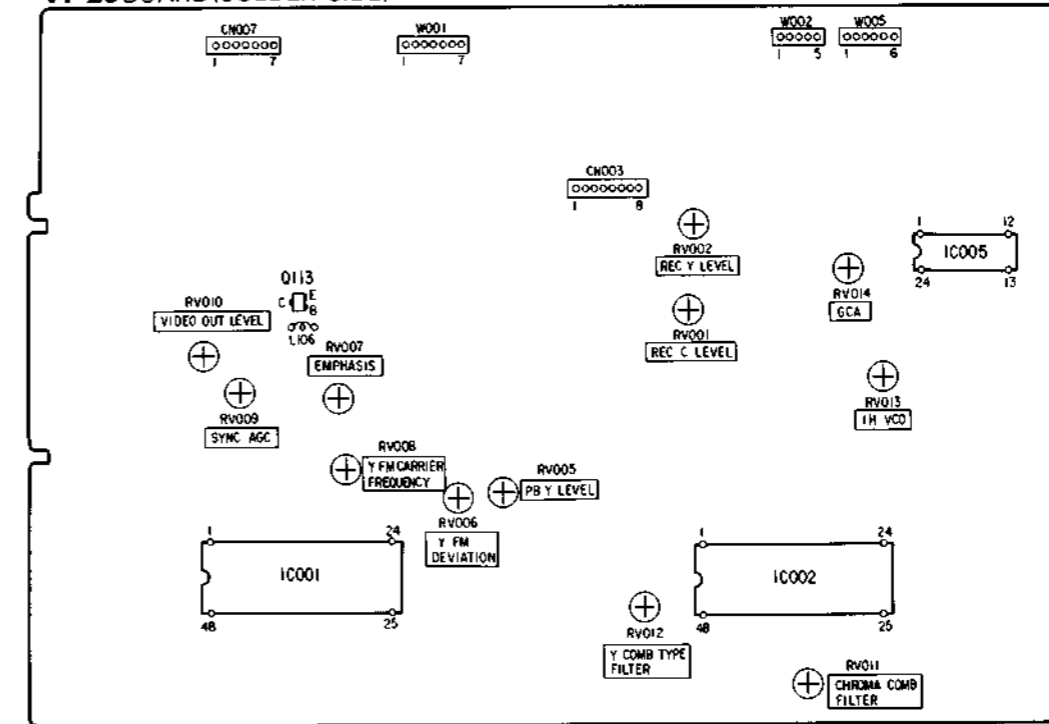 BOARD (SOLDER SIDE)
CN007
1 7
W001
1 7
W002
1 5
W005
1 6
CN003
1 8
RV002
REC Y LEVEL
1 12
IC005
24 13
RV014
GCA
Q113
C E
B
L106
RV010
VIDEO OUT LEVEL
RV007
EMPHASIS
RV001
REC C LEVEL
RV013
1H VCO
RV009
SYNC AGC
RV008
Y FM CARRIER
FREQUENCY
RV005
PB Y LEVEL
RV006
Y FM
DEVIATION
1 24
IC001
48 25
1 24
IC002
48 25
RV012
Y COMB TYPE
FILTER
RV011
CHROMA COMB
FILTER